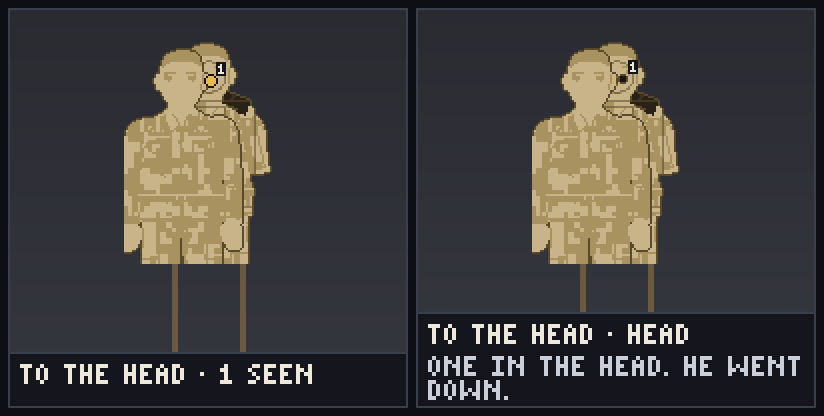 1
TO THE HEAD · 1 SEEN
1
TO THE HEAD · HEAD
ONE IN THE HEAD. HE WENT
DOWN.